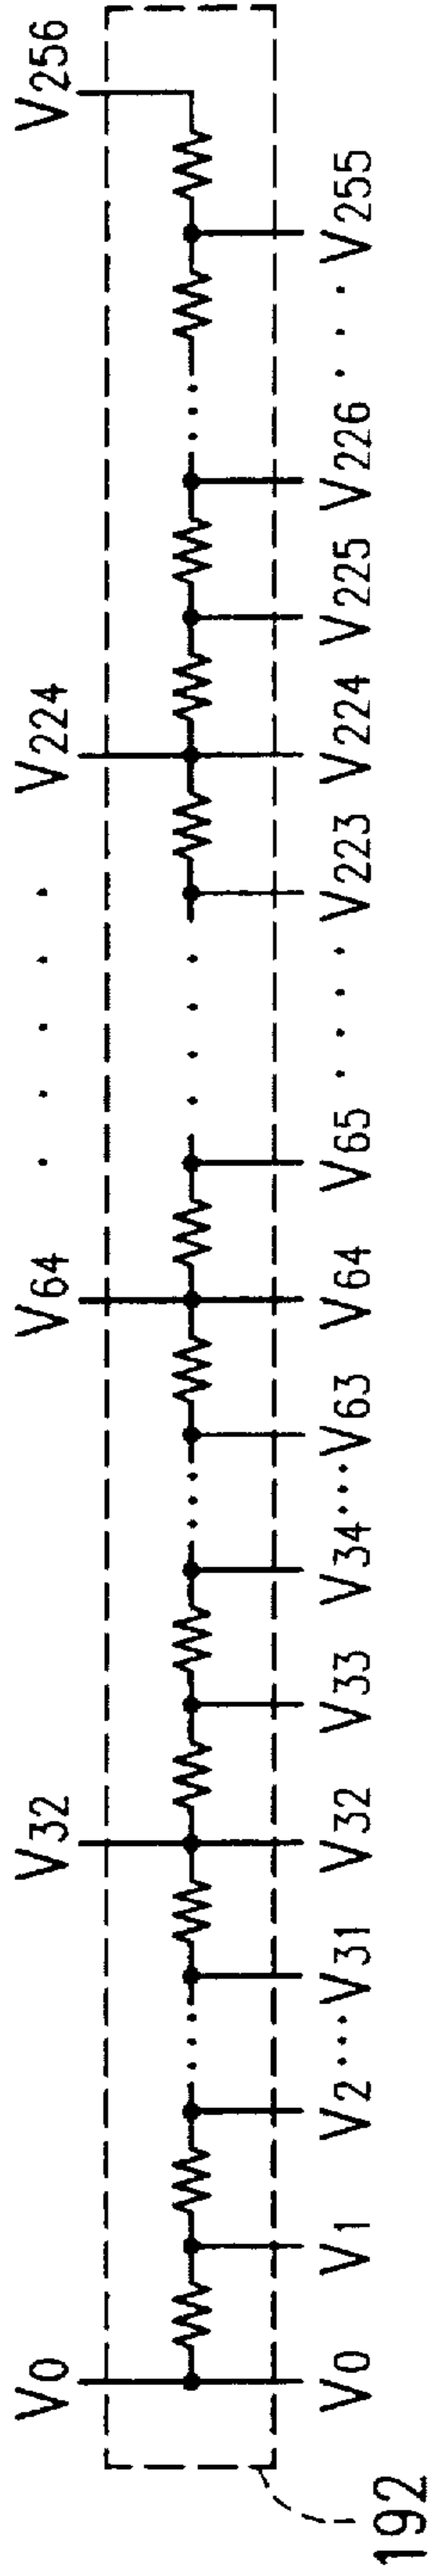 V0 V32 V64 . . . . . V224 V256
V0 V1 V2 ··· V31 V32 V33 V34 ··· V63 V64 V65 . . . . V223 V224 V225 V226 . . . V255
192